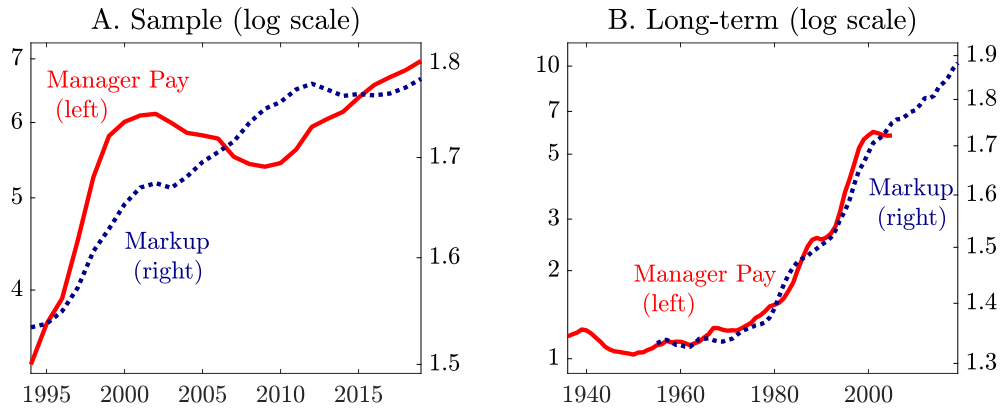 A. Sample (log scale)
7
6
5
4
1.8
1.7
1.6
1.5
Manager Pay
(left)
Markup
(right)
1995 2000 2005 2010 2015
B. Long-term (log scale)
10
7
5
3
2
1
1.9
1.8
1.7
1.6
1.5
1.4
1.3
Markup
(right)
Manager Pay
(left)
1940 1960 1980 2000